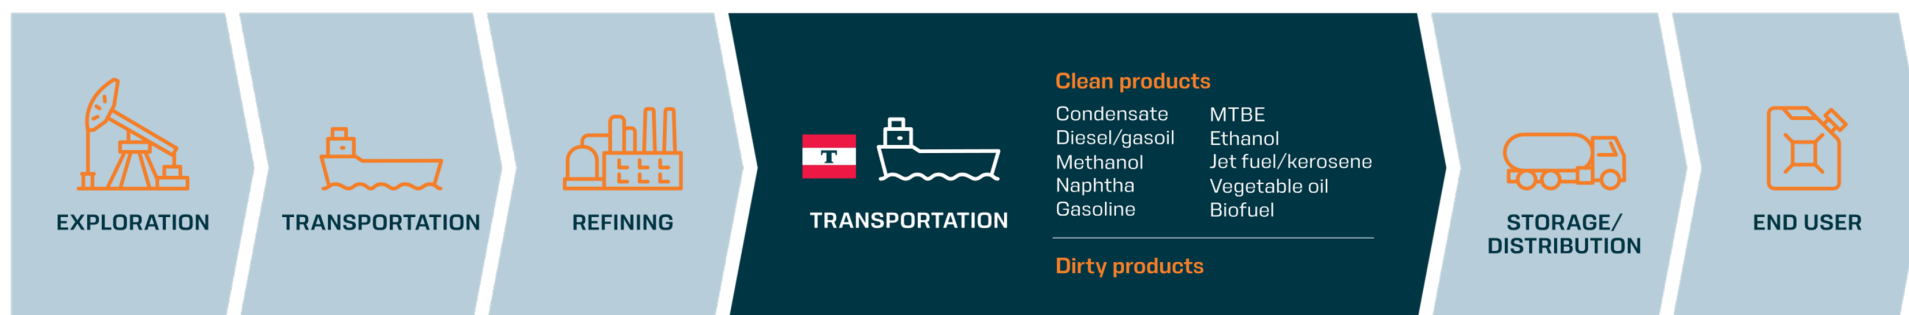 EXPLORATION
TRANSPORTATION
REFINING
T
TRANSPORTATION
Clean products
Condensate
Diesel/gasoil
Methanol
Naphtha
Gasoline
MTBE
Ethanol
Jet fuel/kerosene
Vegetable oil
Biofuel
Dirty products
STORAGE/
DISTRIBUTION
END USER